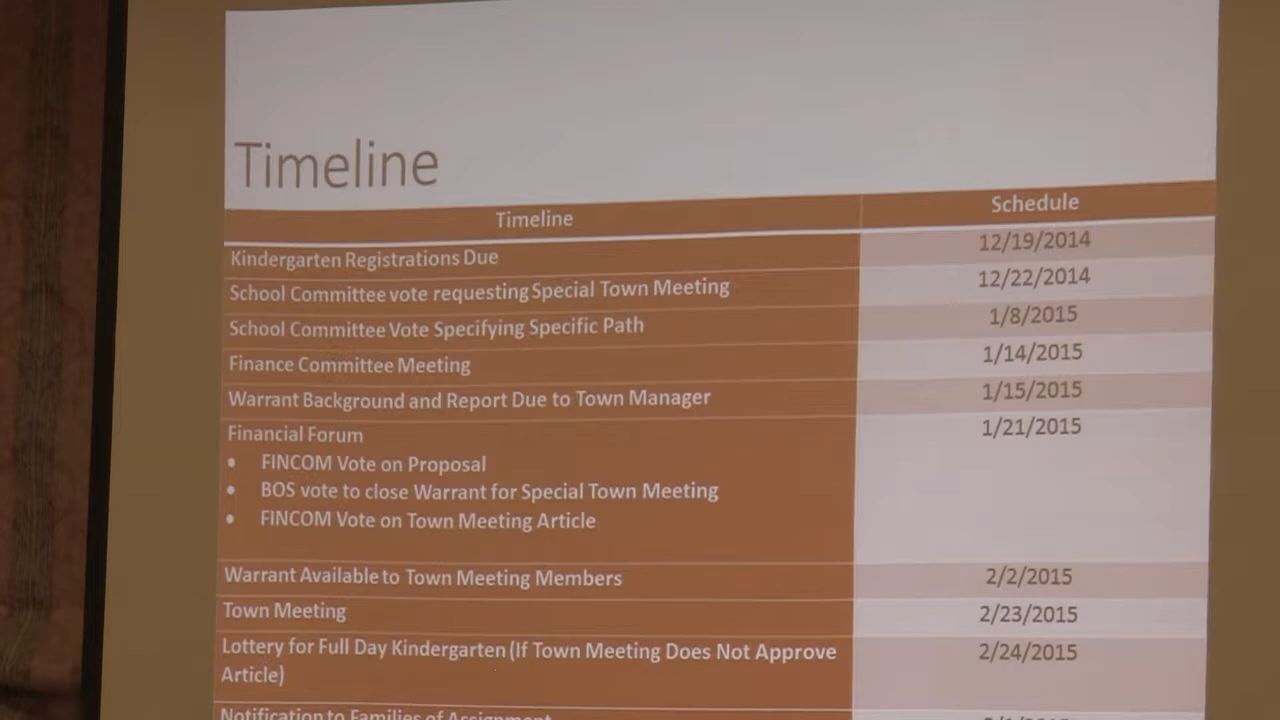 Timeline
Timeline Schedule
Kindergarten Registrations Due 12/19/2014
School Committee vote requesting Special Town Meeting 12/22/2014
School Committee Vote Specifying Specific Path 1/8/2015
Finance Committee Meeting 1/14/2015
Warrant Background and Report Due to Town Manager 1/15/2015
Financial Forum 1/21/2015
• FINCOM Vote on Proposal
• BOS vote to close Warrant for Special Town Meeting
• FINCOM Vote on Town Meeting Article
Warrant Available to Town Meeting Members 2/2/2015
Town Meeting 2/23/2015
Lottery for Full Day Kindergarten (If Town Meeting Does Not Approve 2/24/2015
Article)
Notification to Families of Assignment